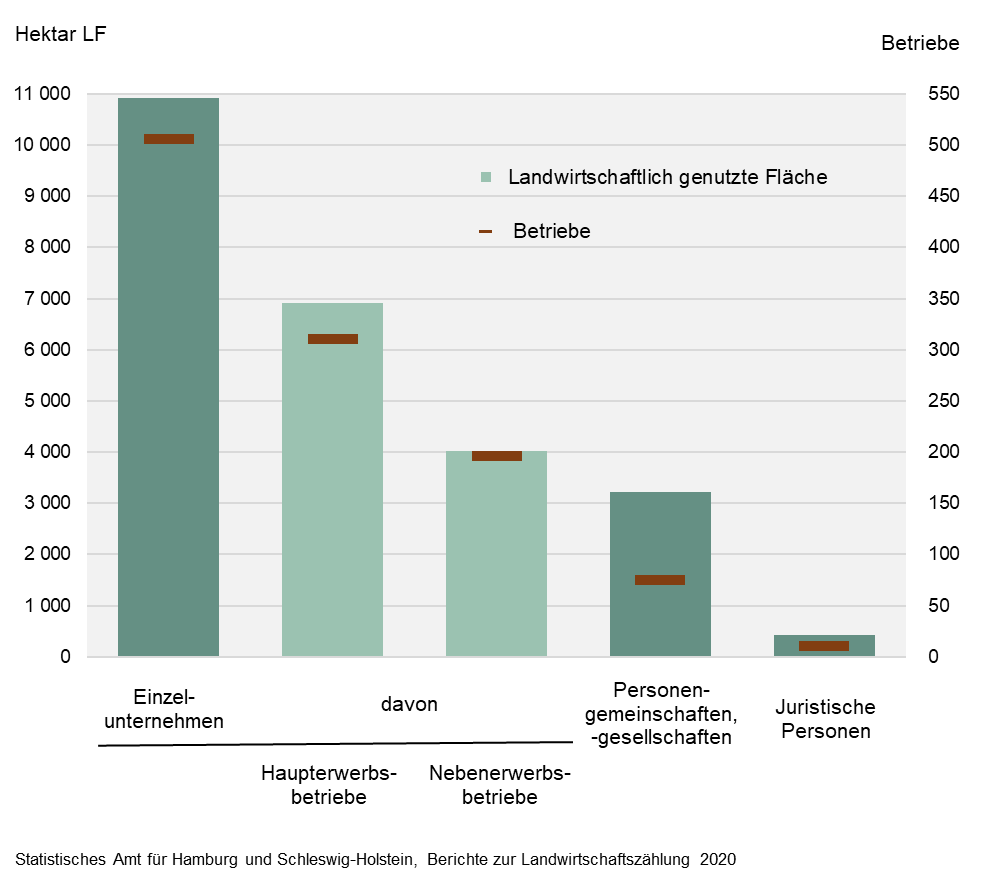 Hektar LF
Betriebe
11 000
10 000
9 000
8 000
7 000
6 000
5 000
4 000
3 000
2 000
1 000
0
550
500
450
400
350
300
250
200
150
100
50
0
Landwirtschaftlich genutzte Fläche
Betriebe
Einzel-
unternehmen
davon
Haupterwerbs-
betriebe
Nebenerwerbs-
betriebe
Personen-
gemeinschaften,
-gesellschaften
Juristische
Personen
Statistisches Amt für Hamburg und Schleswig-Holstein, Berichte zur Landwirtschaftszählung 2020